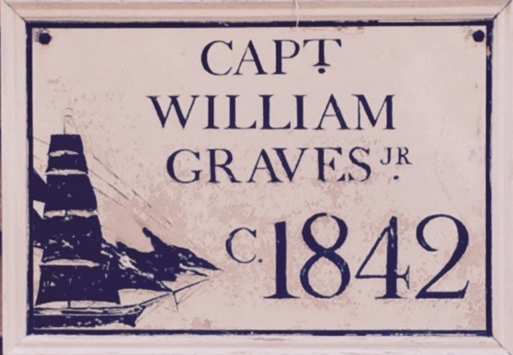 CAPT.
WILLIAM
GRAVES JR.
C. 1842